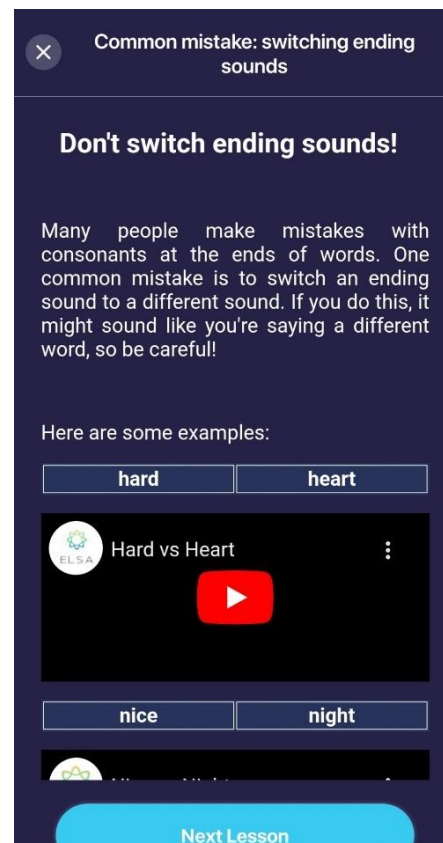 Common mistake: switching ending
sounds
Don't switch ending sounds!
Many people make mistakes with
consonants at the ends of words. One
common mistake is to switch an ending
sound to a different sound. If you do this, it
might sound like you're saying a different
word, so be careful!
Here are some examples:
hard heart
ELSA Hard vs Heart
nice night
Next Lesson